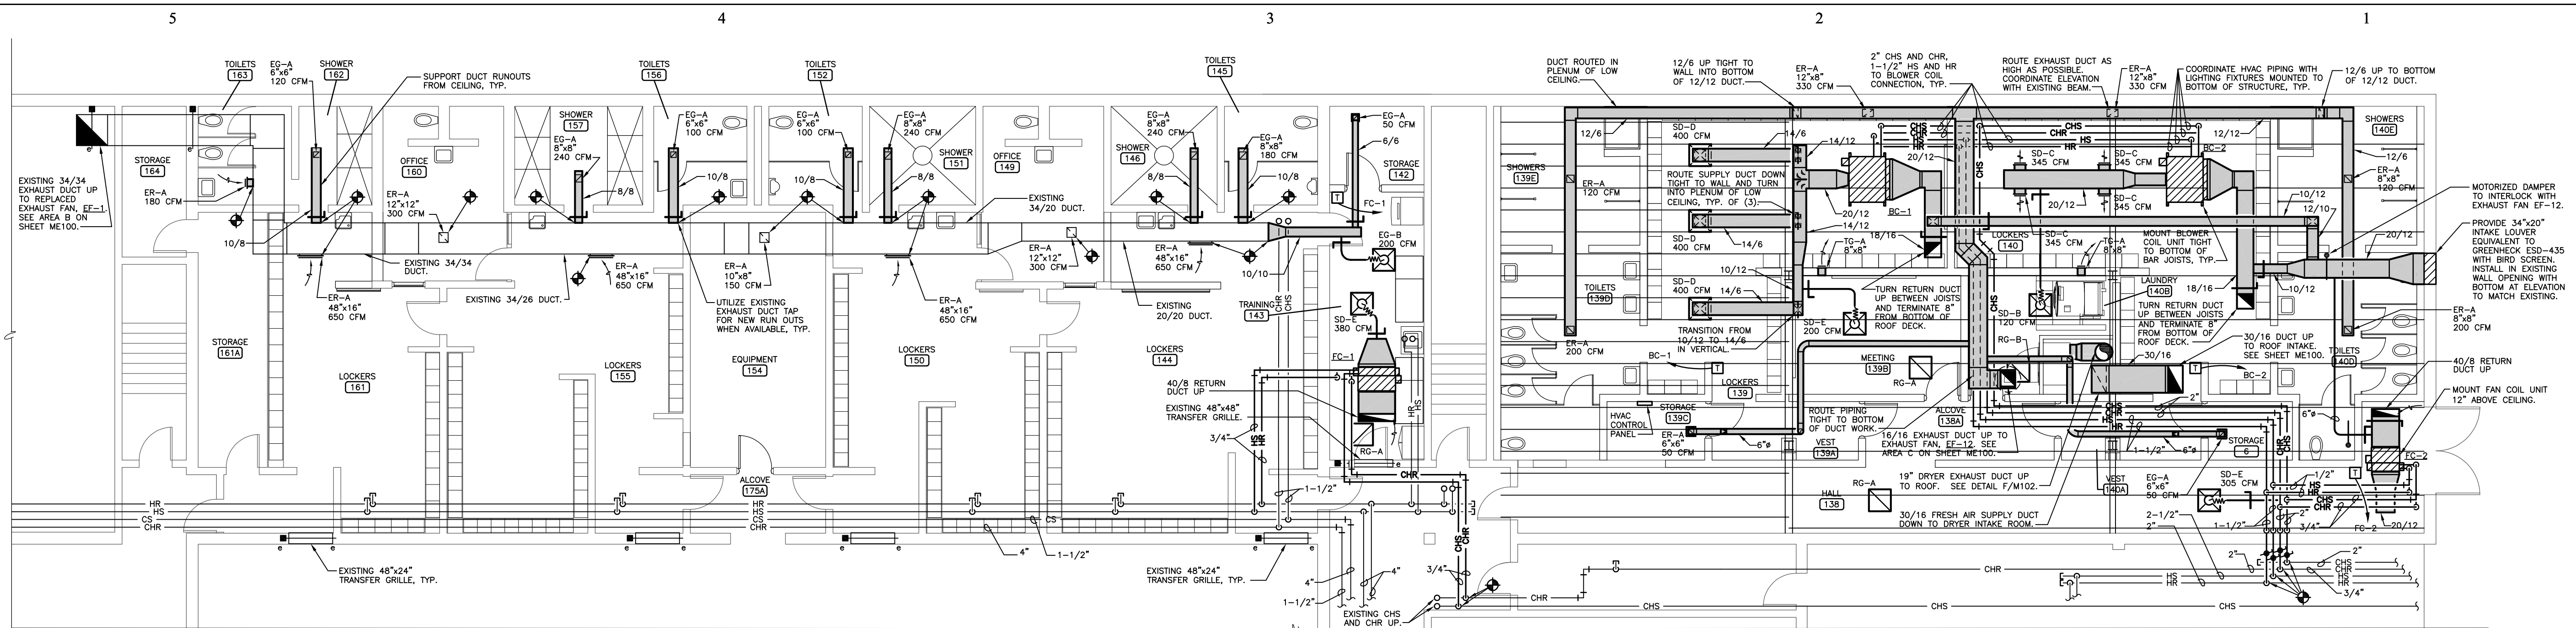 5
4
3
2
1
TOILETS
163
EG-A
6"x6"
120 CFM
SHOWER
162
SUPPORT DUCT RUNOUTS
FROM CEILING, TYP.
TOILETS
156
TOILETS
152
TOILETS
145
DUCT ROUTED IN
PLENUM OF LOW
CEILING.
12/6 UP TIGHT TO
WALL INTO BOTTOM
OF 12/12 DUCT.
ER-A
12"x8"
330 CFM
2" CHS AND CHR,
1-1/2" HS AND HR
TO BLOWER COIL
CONNECTION, TYP.
ROUTE EXHAUST DUCT AS
HIGH AS POSSIBLE.
COORDINATE ELEVATION
WITH EXISTING BEAM.
ER-A
12"x8"
330 CFM
COORDINATE HVAC PIPING WITH
LIGHTING FIXTURES MOUNTED TO
BOTTOM OF STRUCTURE, TYP.
12/6 UP TO BOTTOM
OF 12/12 DUCT.
SHOWER
157
EG-A
8"x8"
240 CFM
EG-A
6"x6"
100 CFM
EG-A
6"x6"
100 CFM
EG-A
8"x8"
240 CFM
EG-A
8"x8"
240 CFM
EG-A
8"x8"
180 CFM
EG-A
50 CFM
6/6
12/6
SD-D
400 CFM
14/6
14/12
CHS
CHR
HS
HR
CHS
CHR
HS
HR
20/12
SD-C
345 CFM
SD-C
345 CFM
BC-2
12/12
SHOWERS
140E
STORAGE
164
OFFICE
160
SHOWER
151
OFFICE
149
SHOWER
146
STORAGE
142
SHOWERS
139E
12/6
EXISTING 34/34
EXHAUST DUCT UP
TO REPLACED
EXHAUST FAN, EF-1.
SEE AREA B ON
SHEET ME100.
ER-A
180 CFM
ER-A
12"x12"
300 CFM
8/8
10/8
10/8
8/8
8/8
10/8
FC-1
T
ER-A
120 CFM
ROUTE SUPPLY DUCT DOWN
TIGHT TO WALL AND TURN
INTO PLENUM OF LOW
CEILING, TYP. OF (3).
20/12
BC-1
CHS
20/12
SD-C
345 CFM
10/12
12/10
ER-A
8"x8"
120 CFM
MOTORIZED DAMPER
TO INTERLOCK WITH
EXHAUST FAN EF-12.
10/8
EXISTING 34/34
DUCT.
EXISTING
34/20 DUCT.
ER-A
12"x12"
300 CFM
ER-A
48"x16"
650 CFM
10/10
EG-B
200 CFM
SD-D
400 CFM
14/6
14/12
TG-A
8"x8"
18/16
LOCKERS
140
SD-C
345 CFM
TG-A
8"x8"
MOUNT BLOWER
COIL UNIT TIGHT
TO BOTTOM OF
BAR JOISTS, TYP.
PROVIDE 34"x20"
INTAKE LOUVER
EQUIVALENT TO
GREENHECK ESD-435
WITH BIRD SCREEN.
INSTALL IN EXISTING
WALL OPENING WITH
BOTTOM AT ELEVATION
TO MATCH EXISTING.
20/12
ER-A
48"x16"
650 CFM
EXISTING 34/26 DUCT.
ER-A
48"x16"
650 CFM
ER-A
10"x8"
150 CFM
UTILIZE EXISTING
EXHAUST DUCT TAP
FOR NEW RUN OUTS
WHEN AVAILABLE, TYP.
ER-A
48"x16"
650 CFM
EXISTING
20/20 DUCT.
CHR
CHS
TRAINING
143
SD-E
380 CFM
TOILETS
139D
SD-D
400 CFM
14/6
10/12
SD-E
200 CFM
TURN RETURN DUCT
UP BETWEEN JOISTS
AND TERMINATE 8"
FROM BOTTOM OF
ROOF DECK.
CHS
LAUNDRY
140B
SD-B
120 CFM
TURN RETURN DUCT
UP BETWEEN JOISTS
AND TERMINATE 8"
FROM BOTTOM OF
ROOF DECK.
18/16
10/12
ER-A
8"x8"
200 CFM
STORAGE
161A
LOCKERS
161
LOCKERS
155
EQUIPMENT
154
LOCKERS
150
LOCKERS
144
FC-1
40/8 RETURN
DUCT UP
EXISTING 48"x48"
TRANSFER GRILLE.
3/4"
HS
HR
HR
HS
RG-A
ER-A
200 CFM
TRANSITION FROM
10/12 TO 14/6
IN VERTICAL.
BC-1
T
MEETING
139B
RG-A
RG-B
30/16
30/16 DUCT UP
TO ROOF INTAKE.
SEE SHEET ME100.
T
BC-2
TOILETS
140D
40/8 RETURN
DUCT UP
MOUNT FAN COIL UNIT
12" ABOVE CEILING.
LOCKERS
139
STORAGE
139C
HVAC
CONTROL
PANEL
ER-A
6"x6"
50 CFM
6"ø
ROUTE PIPING
TIGHT TO BOTTOM
OF DUCT WORK.
VEST
139A
ALCOVE
138A
16/16 EXHAUST DUCT UP TO
EXHAUST FAN, EF-12. SEE
AREA C ON SHEET ME100.
2"
CHS
CHR
1-1/2"
6"ø
STORAGE
6
CHS
CHR
6"ø
FC-2
T
ALCOVE
175A
CHR
1-1/2"
HR
HS
CS
CHR
HR
HS
CS
CHR
HR
HS
CS
CHR
4"
1-1/2"
CHS
CHR
HALL
138
RG-A
19" DRYER EXHAUST DUCT UP
TO ROOF. SEE DETAIL F/M102.
30/16 FRESH AIR SUPPLY DUCT
DOWN TO DRYER INTAKE ROOM.
VEST
140A
EG-A
6"x6"
50 CFM
SD-E
305 CFM
1/2"
HS
HR
CHS
CHR
2-1/2"
2"
1-1/2"
2"
3/4"
FC-2
20/12
e
e
e
e
e
e
e
e
e
e
EXISTING 48"x24"
TRANSFER GRILLE, TYP.
EXISTING 48"x24"
TRANSFER GRILLE, TYP.
4"
1-1/2"
4"
3/4"
EXISTING CHS
AND CHR UP.
CHR
CHS
CHR
CHS
HS
HR
2"
2"
CHS
CHR
HS
HR
3/4"
CHS